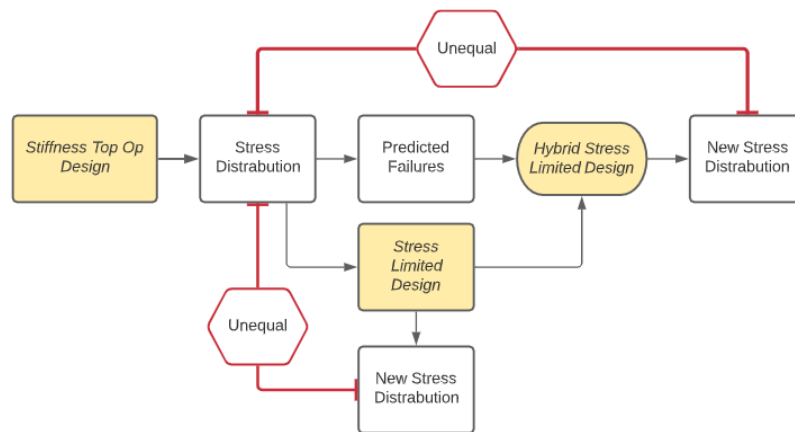 Unequal
Stiffness Top Op
Design
Stress
Distrabution
Predicted
Failures
Hybrid Stress
Limited Design
New Stress
Distrabution
Stress
Limited
Design
Unequal
New Stress
Distrabution